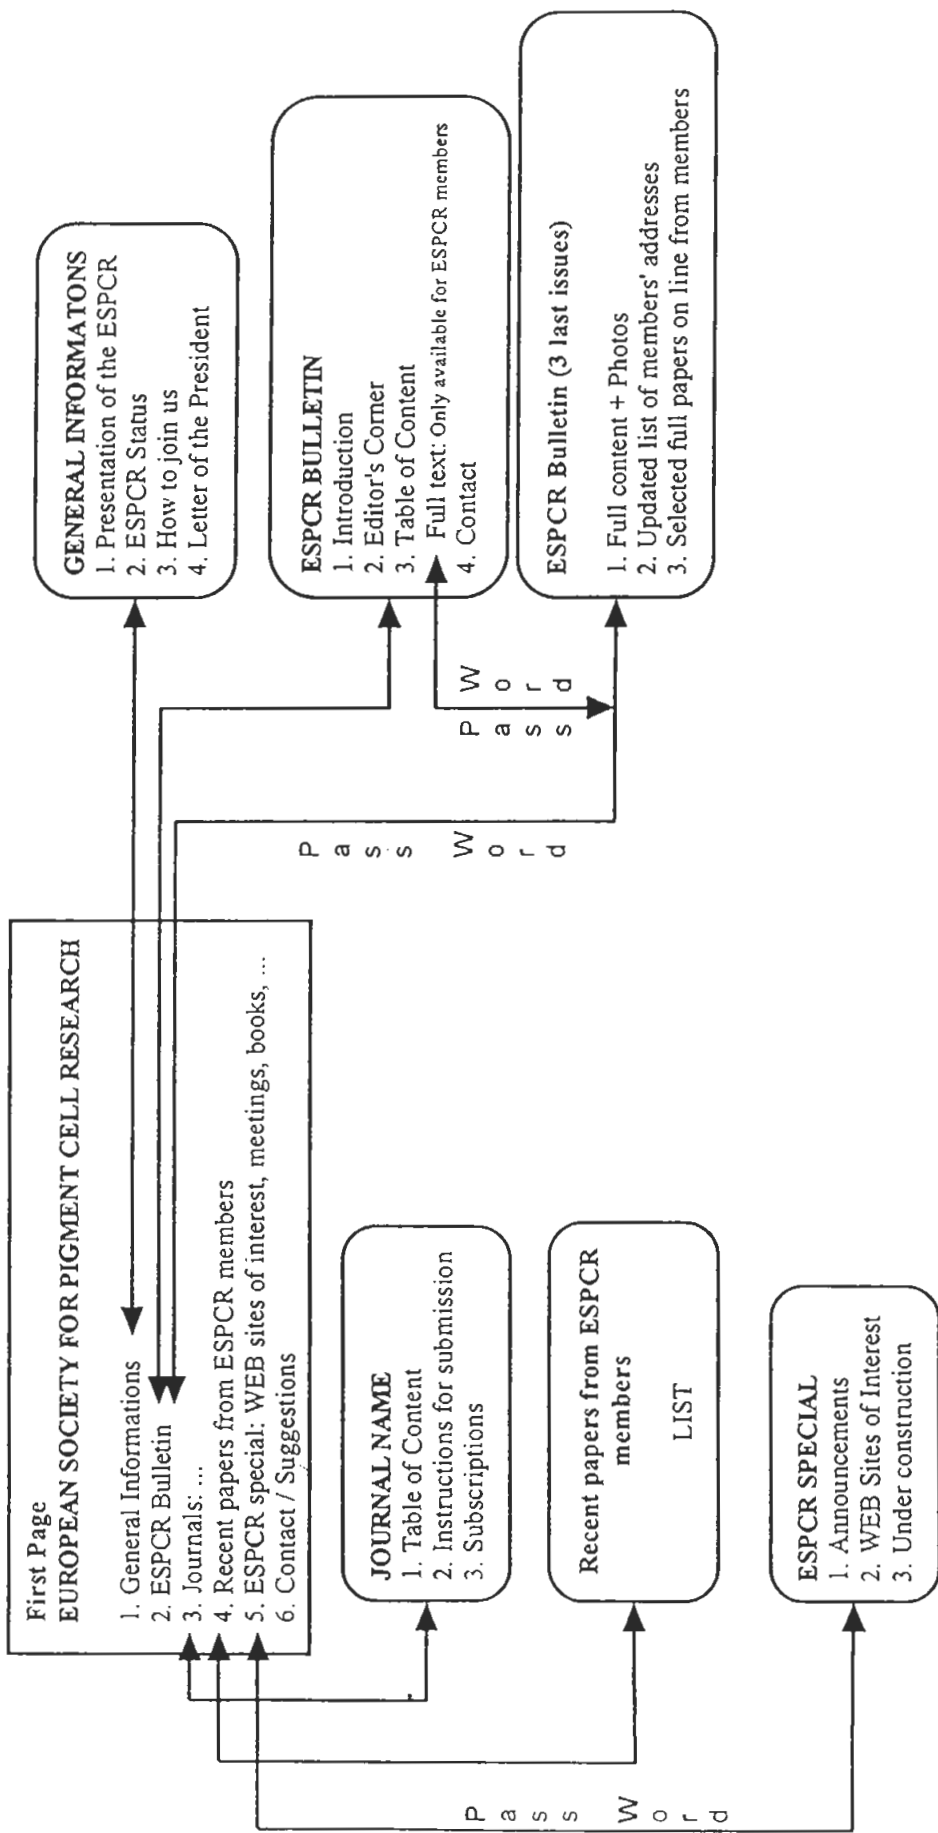 First Page
EUROPEAN SOCIETY FOR PIGMENT CELL RESEARCH
1. General Informations
2. ESPCR Bulletin
3. Journals: ...
4. Recent papers from ESPCR members
5. ESPCR special: WEB sites of interest, meetings, books, ...
6. Contact / Suggestions
GENERAL INFORMATONS
1. Presentation of the ESPCR
2. ESPCR Status
3. How to join us
4. Letter of the President
ESPCR BULLETIN
1. Introduction
2. Editor's Corner
3. Table of Content
Full text: Only available for ESPCR members
4. Contact
Pass Word
Pass Word
ESPCR Bulletin (3 last issues)
1. Full content + Photos
2. Updated list of members' addresses
3. Selected full papers on line from members
JOURNAL NAME
1. Table of Content
2. Instructions for submission
3. Subscriptions
Recent papers from ESPCR
members
LIST
Pass Word
ESPCR SPECIAL
1. Announcements
2. WEB Sites of Interest
3. Under construction